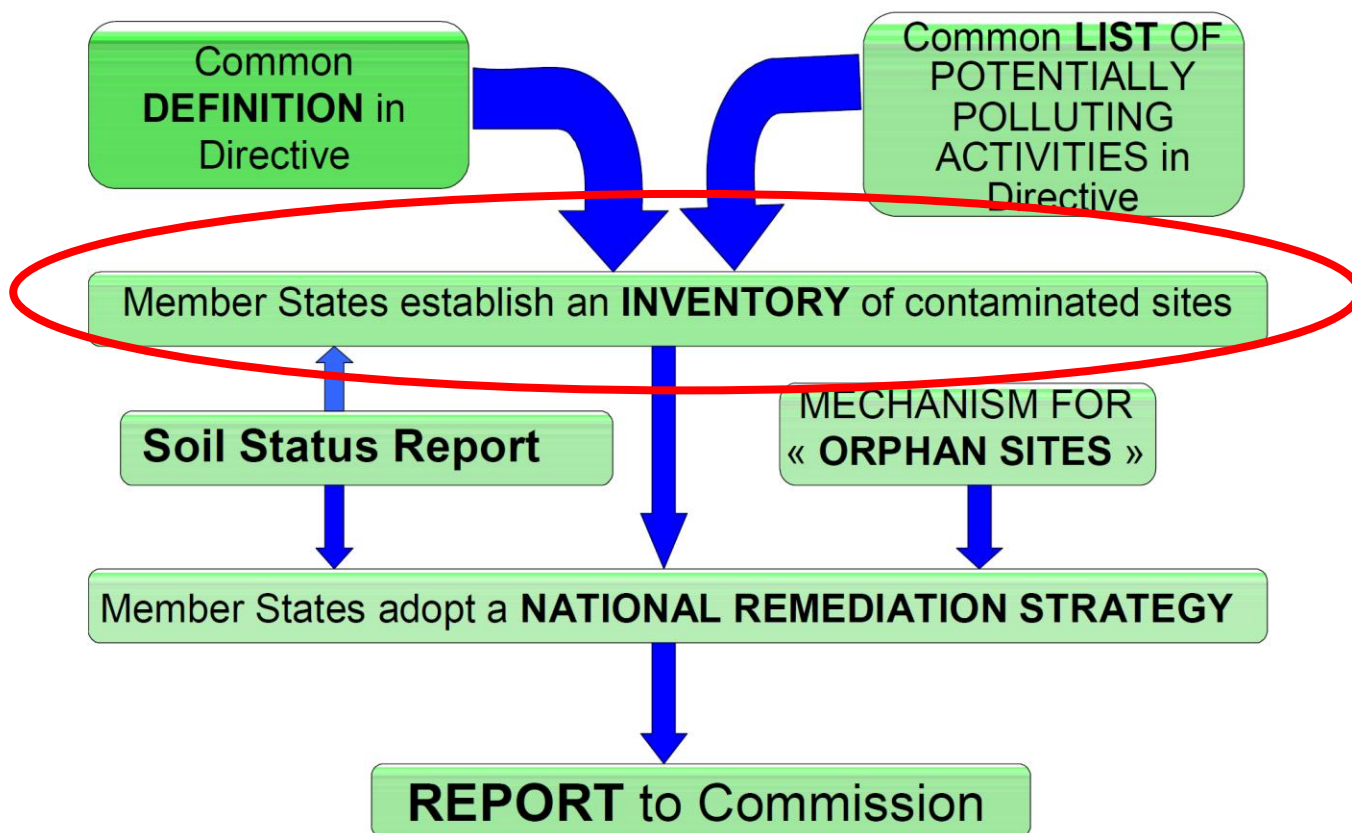 Common
DEFINITION in
Directive
Common LIST OF
POTENTIALLY
POLLUTING
ACTIVITIES in
Directive
Member States establish an INVENTORY of contaminated sites
Soil Status Report
MECHANISM FOR
« ORPHAN SITES »
Member States adopt a NATIONAL REMEDIATION STRATEGY
REPORT to Commission